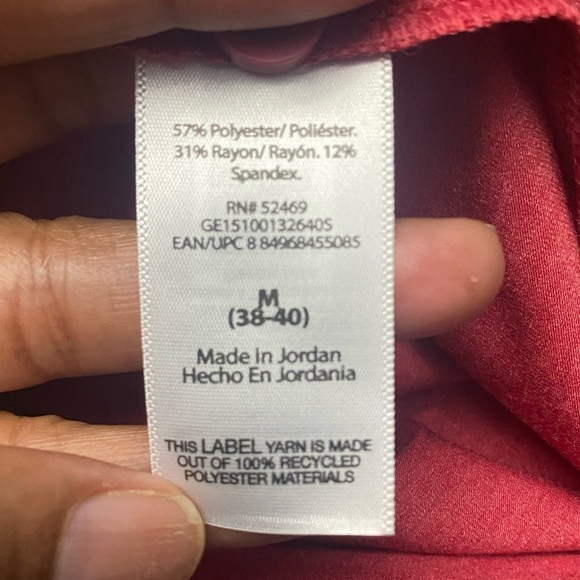 57% Polyester/ Poliéster.
31% Rayon/ Rayón. 12%
Spandex.
RN# 52469
GE15100132640S
EAN/UPC 8 84968455085
M
(38-40)
Made In Jordan
Hecho En Jordania
THIS LABEL YARN IS MADE
OUT OF 100% RECYCLED
POLYESTER MATERIALS